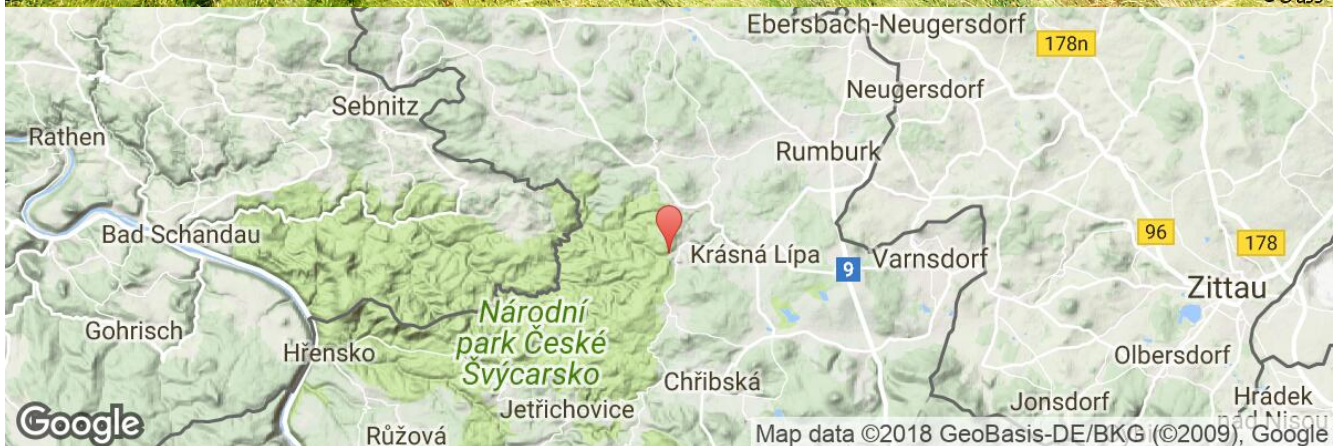 Ebersbach-Neugersdorf
178n
Neugersdorf
Sebnitz
Rathen
Rumburk
Bad Schandau
Krásná Lípa
9
Varnsdorf
96
178
Zittau
Národní
park České
Švýcarsko
Gohrisch
Hřensko
Olbersdorf
Chřibská
Jetřichovice
Jonsdorf
Hrádek
nad Nisou
Růžová
Google
Map data ©2018 GeoBasis-DE/BKG (©2009), Google